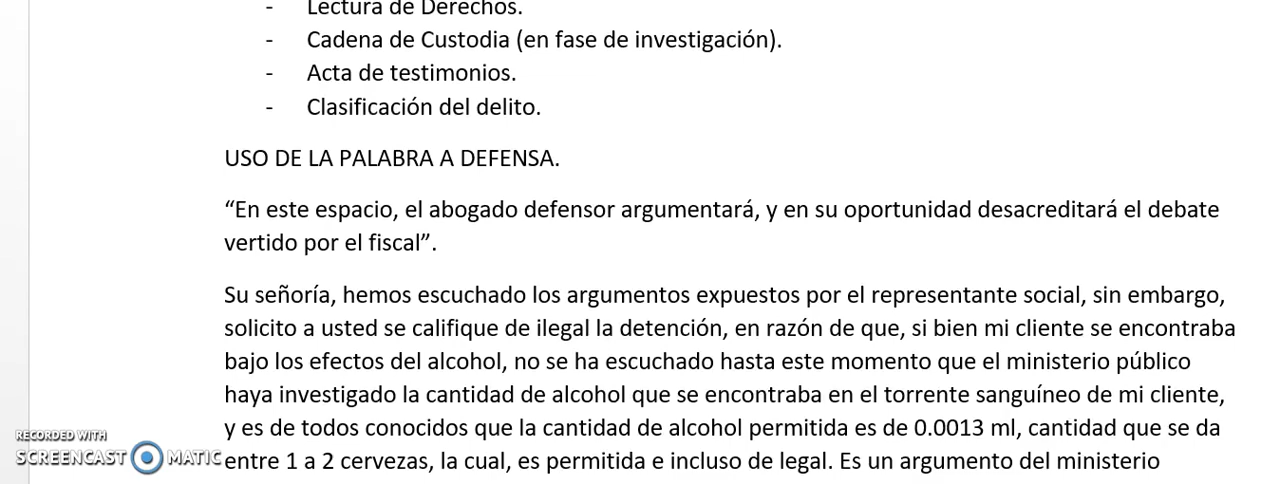 - Lectura de Derechos.
- Cadena de Custodia (en fase de investigación).
- Acta de testimonios.
- Clasificación del delito.
USO DE LA PALABRA A DEFENSA.
“En este espacio, el abogado defensor argumentará, y en su oportunidad desacreditará el debate
vertido por el fiscal”.
Su señoría, hemos escuchado los argumentos expuestos por el representante social, sin embargo,
solicito a usted se califique de ilegal la detención, en razón de que, si bien mi cliente se encontraba
bajo los efectos del alcohol, no se ha escuchado hasta este momento que el ministerio público
haya investigado la cantidad de alcohol que se encontraba en el torrente sanguíneo de mi cliente,
y es de todos conocidos que la cantidad de alcohol permitida es de 0.0013 ml, cantidad que se da
entre 1 a 2 cervezas, la cual, es permitida e incluso de legal. Es un argumento del ministerio
RECORDED WITH
SCREENCAST MATIC